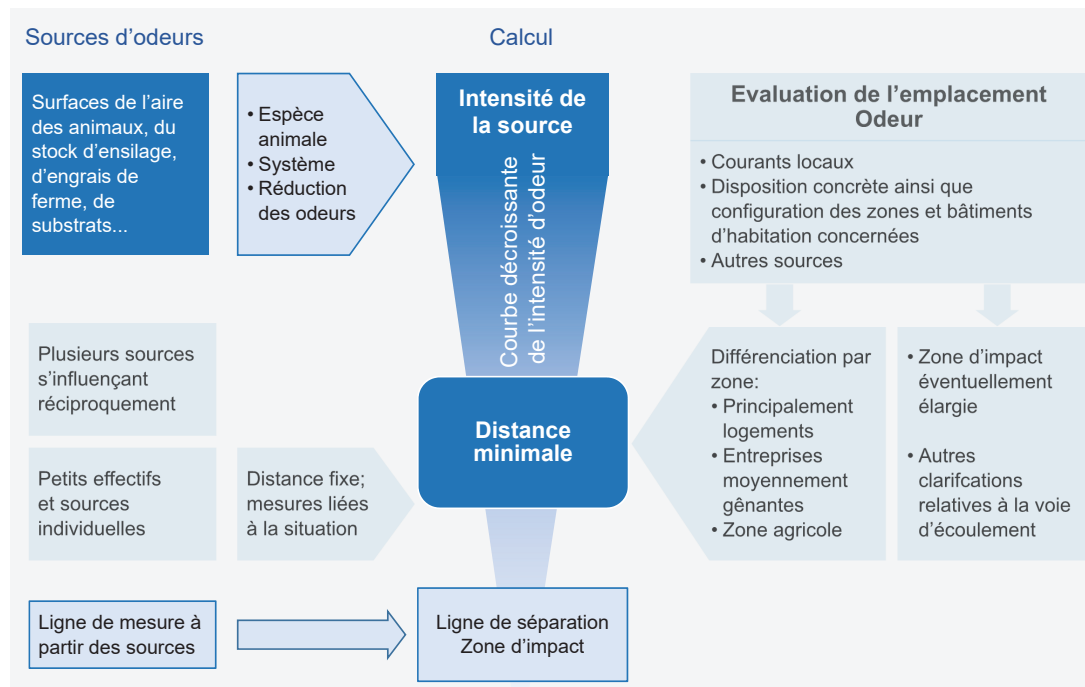 Sources d’odeurs
Calcul
Surfaces de l’aire
des animaux, du
stock d’ensilage,
d’engrais de
ferme, de
substrats...
• Espèce
animale
• Système
• Réduction
des odeurs
Intensité de
la source
Courbe décroissante
de l’intensité d’odeur
Evaluation de l’emplacement
Odeur
• Courants locaux
• Disposition concrète ainsi que
configuration des zones et bâtiments
d’habitation concernées
• Autres sources
Plusieurs sources
s’influençant
réciproquement
Petits effectifs
et sources
individuelles
Distance fixe;
mesures liées
à la situation
Distance
minimale
Différenciation par
zone:
• Principalement
logements
• Entreprises
moyennement
gênantes
• Zone agricole
• Zone d’impact
éventuellement
élargie
• Autres
clarifcations
relatives à la voie
d’écoulement
Ligne de mesure à
partir des sources
Ligne de séparation
Zone d’impact